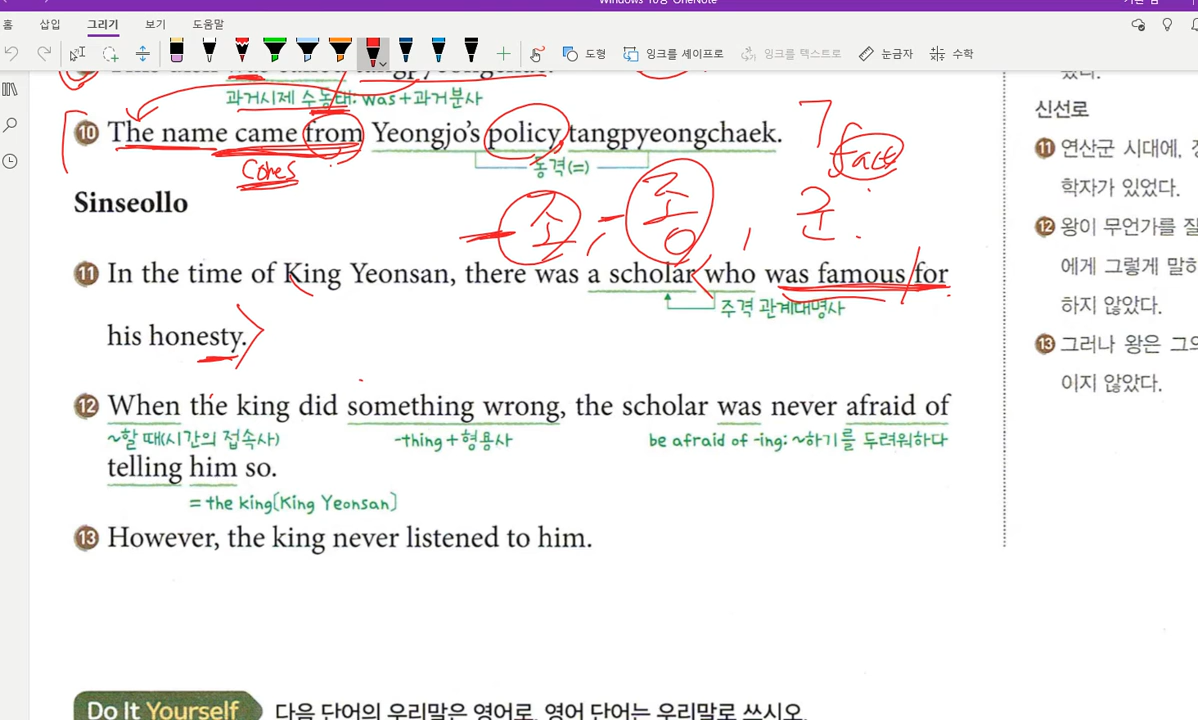 Windows 10용 OneNote
홈 삽입 그리기 보기 도움말
도형 잉크를 셰이프로 잉크를 텍스트로 눈금자 수학
과거시제 수동태: was+과거분사
⑩ The name came from Yeongjo's policy, tangpyeongchaek.
동격(=)
comes
fact
조, 종, 군
Sinseollo
⑪ In the time of King Yeonsan, there was a scholar who was famous for
주격 관계대명사
his honesty.
⑫ When the king did something wrong, the scholar was never afraid of
~할 때(시간의 접속사) -thing+형용사 be afraid of -ing: ~하기를 두려워하다
telling him so.
= the king(King Yeonsan)
⑬ However, the king never listened to him.
Do It Yourself 다음 단어의 우리말은 영어로, 영어 단어는 우리말로 쓰시오.
었다.
신선로
⑪ 연산군 시대에,
학자가 있었다.
⑫ 왕이 무언가를 잘
에게 그렇게 말하
하지 않았다.
⑬ 그러나 왕은 그의
이지 않았다.